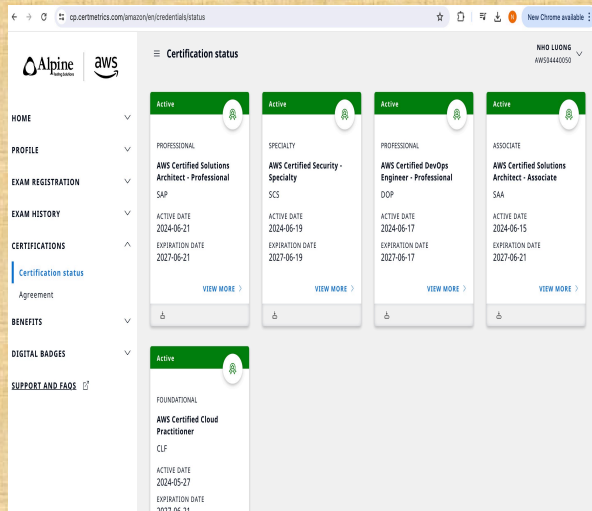 cp.certmetrics.com/amazon/en/credentials/status
New Chrome available
Alpine
Testing Solutions
aws
Certification status
NHO LUONG
AWS04440050
HOME
PROFILE
EXAM REGISTRATION
EXAM HISTORY
CERTIFICATIONS
Certification status
Agreement
BENEFITS
DIGITAL BADGES
SUPPORT AND FAQS
Active
PROFESSIONAL
AWS Certified Solutions
Architect - Professional
SAP
ACTIVE DATE
2024-06-21
EXPIRATION DATE
2027-06-21
VIEW MORE
Active
SPECIALTY
AWS Certified Security -
Specialty
SCS
ACTIVE DATE
2024-06-19
EXPIRATION DATE
2027-06-19
VIEW MORE
Active
PROFESSIONAL
AWS Certified DevOps
Engineer - Professional
DOP
ACTIVE DATE
2024-06-17
EXPIRATION DATE
2027-06-17
VIEW MORE
Active
ASSOCIATE
AWS Certified Solutions
Architect - Associate
SAA
ACTIVE DATE
2024-06-15
EXPIRATION DATE
2027-06-21
VIEW MORE
Active
FOUNDATIONAL
AWS Certified Cloud
Practitioner
CLF
ACTIVE DATE
2024-05-27
EXPIRATION DATE
2027-06-21